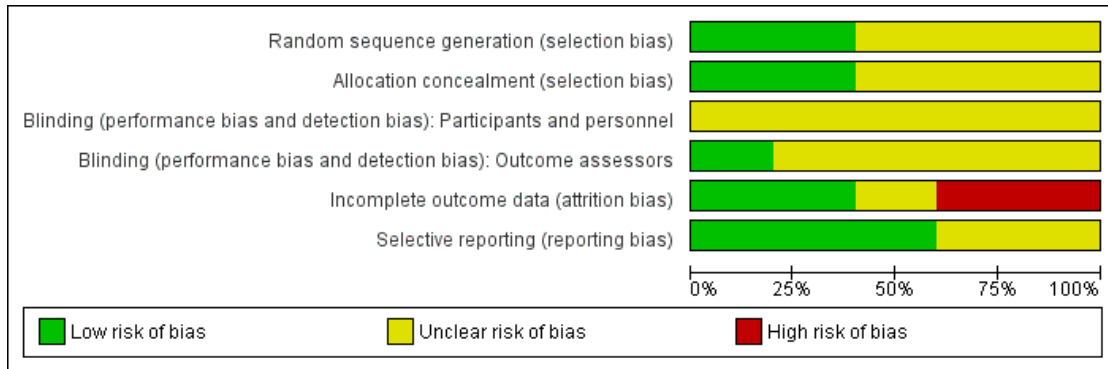 Random sequence generation (selection bias)
Allocation concealment (selection bias)
Blinding (performance bias and detection bias): Participants and personnel
Blinding (performance bias and detection bias): Outcome assessors
Incomplete outcome data (attrition bias)
Selective reporting (reporting bias)
0% 25% 50% 75% 100%
Low risk of bias Unclear risk of bias High risk of bias